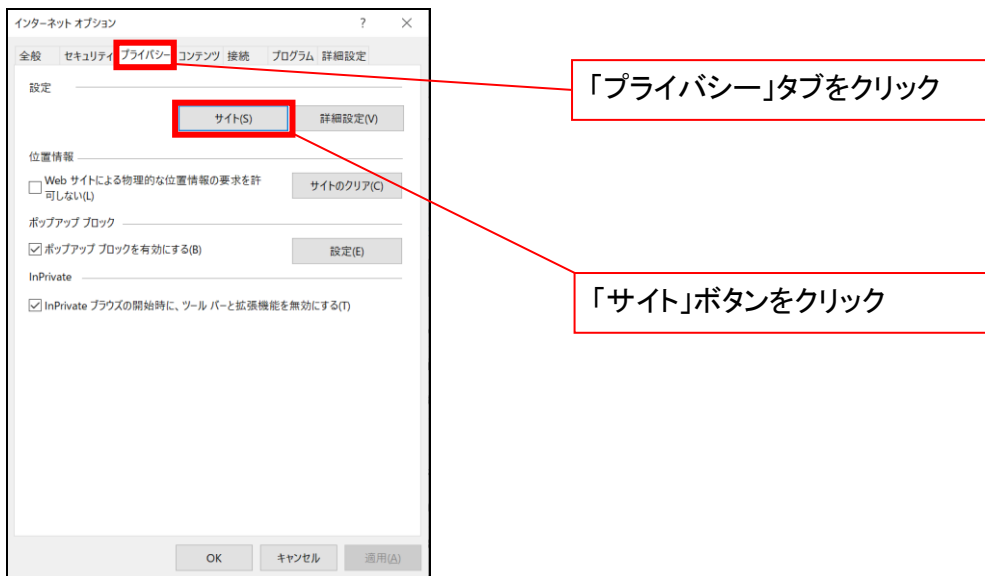 インターネット オプション ? ×
全般 セキュリティ プライバシー コンテンツ 接続 プログラム 詳細設定
「プライバシー」タブをクリック
設定
サイト(S) 詳細設定(V)
位置情報
Web サイトによる物理的な位置情報の要求を許
可しない(L)
サイトのクリア(C)
ポップアップ ブロック
ポップアップ ブロックを有効にする(B) 設定(E)
InPrivate
InPrivate ブラウズの開始時に、ツール バーと拡張機能を無効にする(T)
「サイト」ボタンをクリック
OK キャンセル 適用(A)